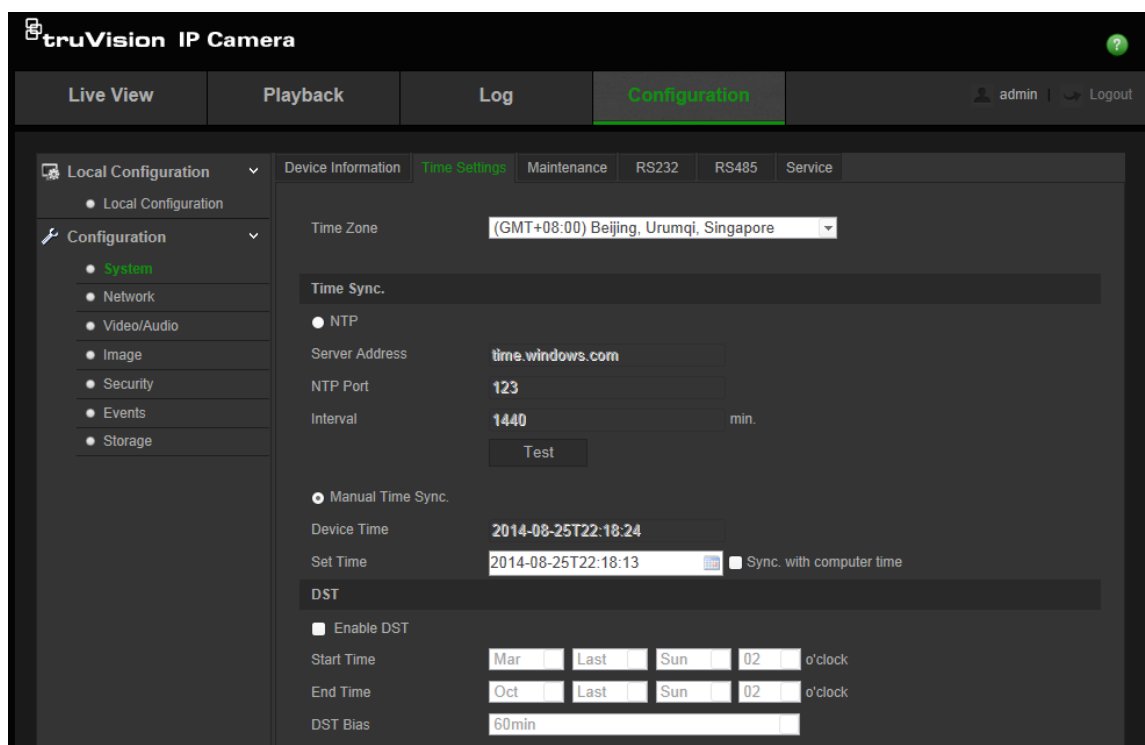 truVision IP Camera
?
Live View Playback Log Configuration admin | Logout
Local Configuration
Local Configuration
Configuration
System
Network
Video/Audio
Image
Security
Events
Storage
Device Information Time Settings Maintenance RS232 RS485 Service
Time Zone (GMT+08:00) Beijing, Urumqi, Singapore
Time Sync.
NTP
Server Address time.windows.com
NTP Port 123
Interval 1440 min.
Test
Manual Time Sync.
Device Time 2014-08-25T22:18:24
Set Time 2014-08-25T22:18:13 Sync. with computer time
DST
Enable DST
Start Time Mar Last Sun 02 o'clock
End Time Oct Last Sun 02 o'clock
DST Bias 60min